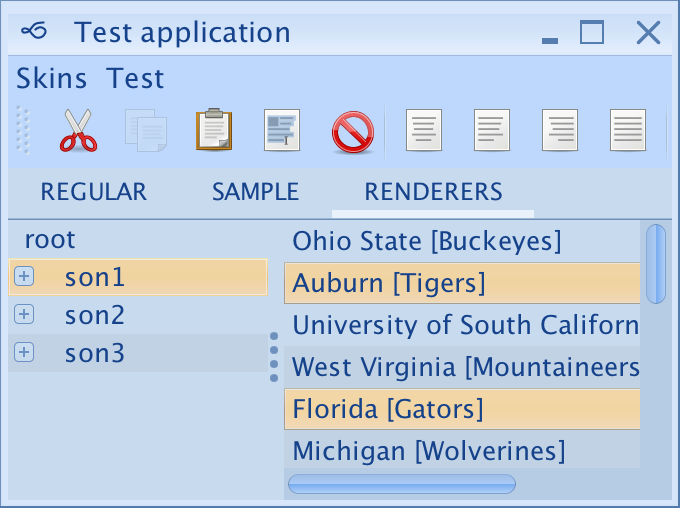 Test application
Skins Test
REGULAR SAMPLE RENDERERS
root
son1
son2
son3
Ohio State [Buckeyes]
Auburn [Tigers]
University of South Californ
West Virginia [Mountaineers
Florida [Gators]
Michigan [Wolverines]